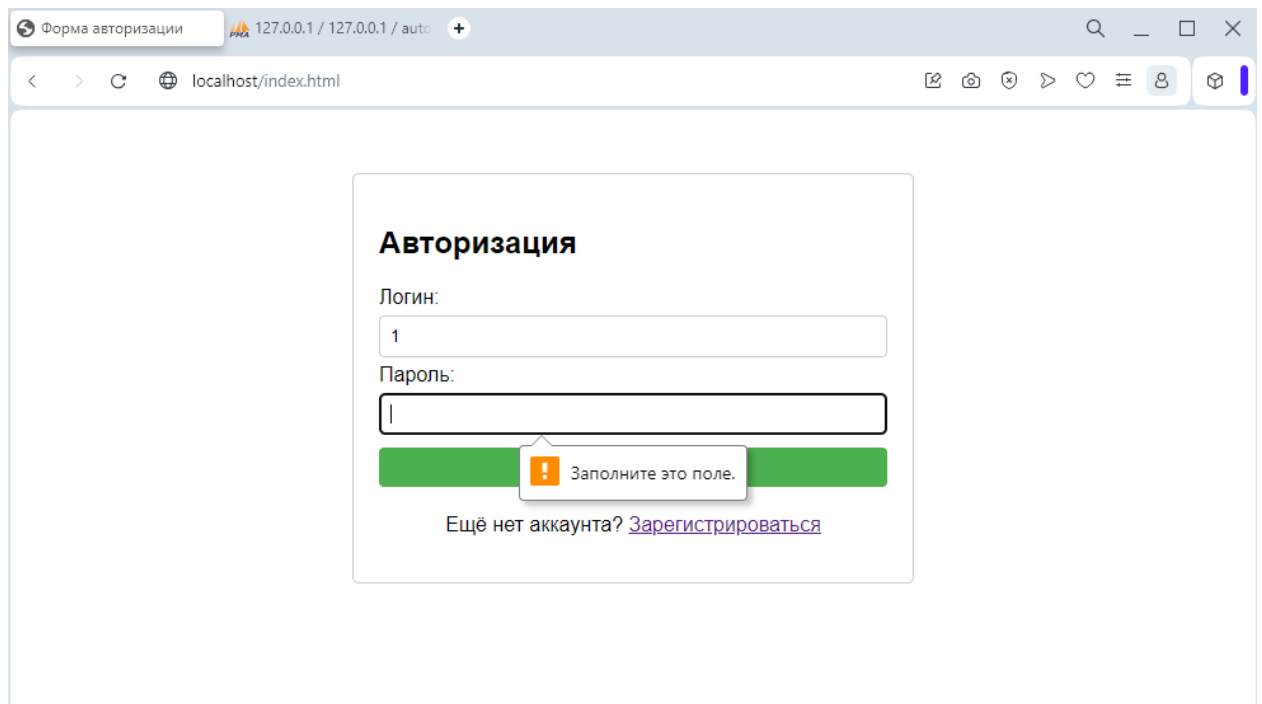 Форма авторизации
PMA 127.0.0.1 / 127.0.0.1 / auto
localhost/index.html
Авторизация
Логин:
1
Пароль:
! Заполните это поле.
Ещё нет аккаунта? Зарегистрироваться